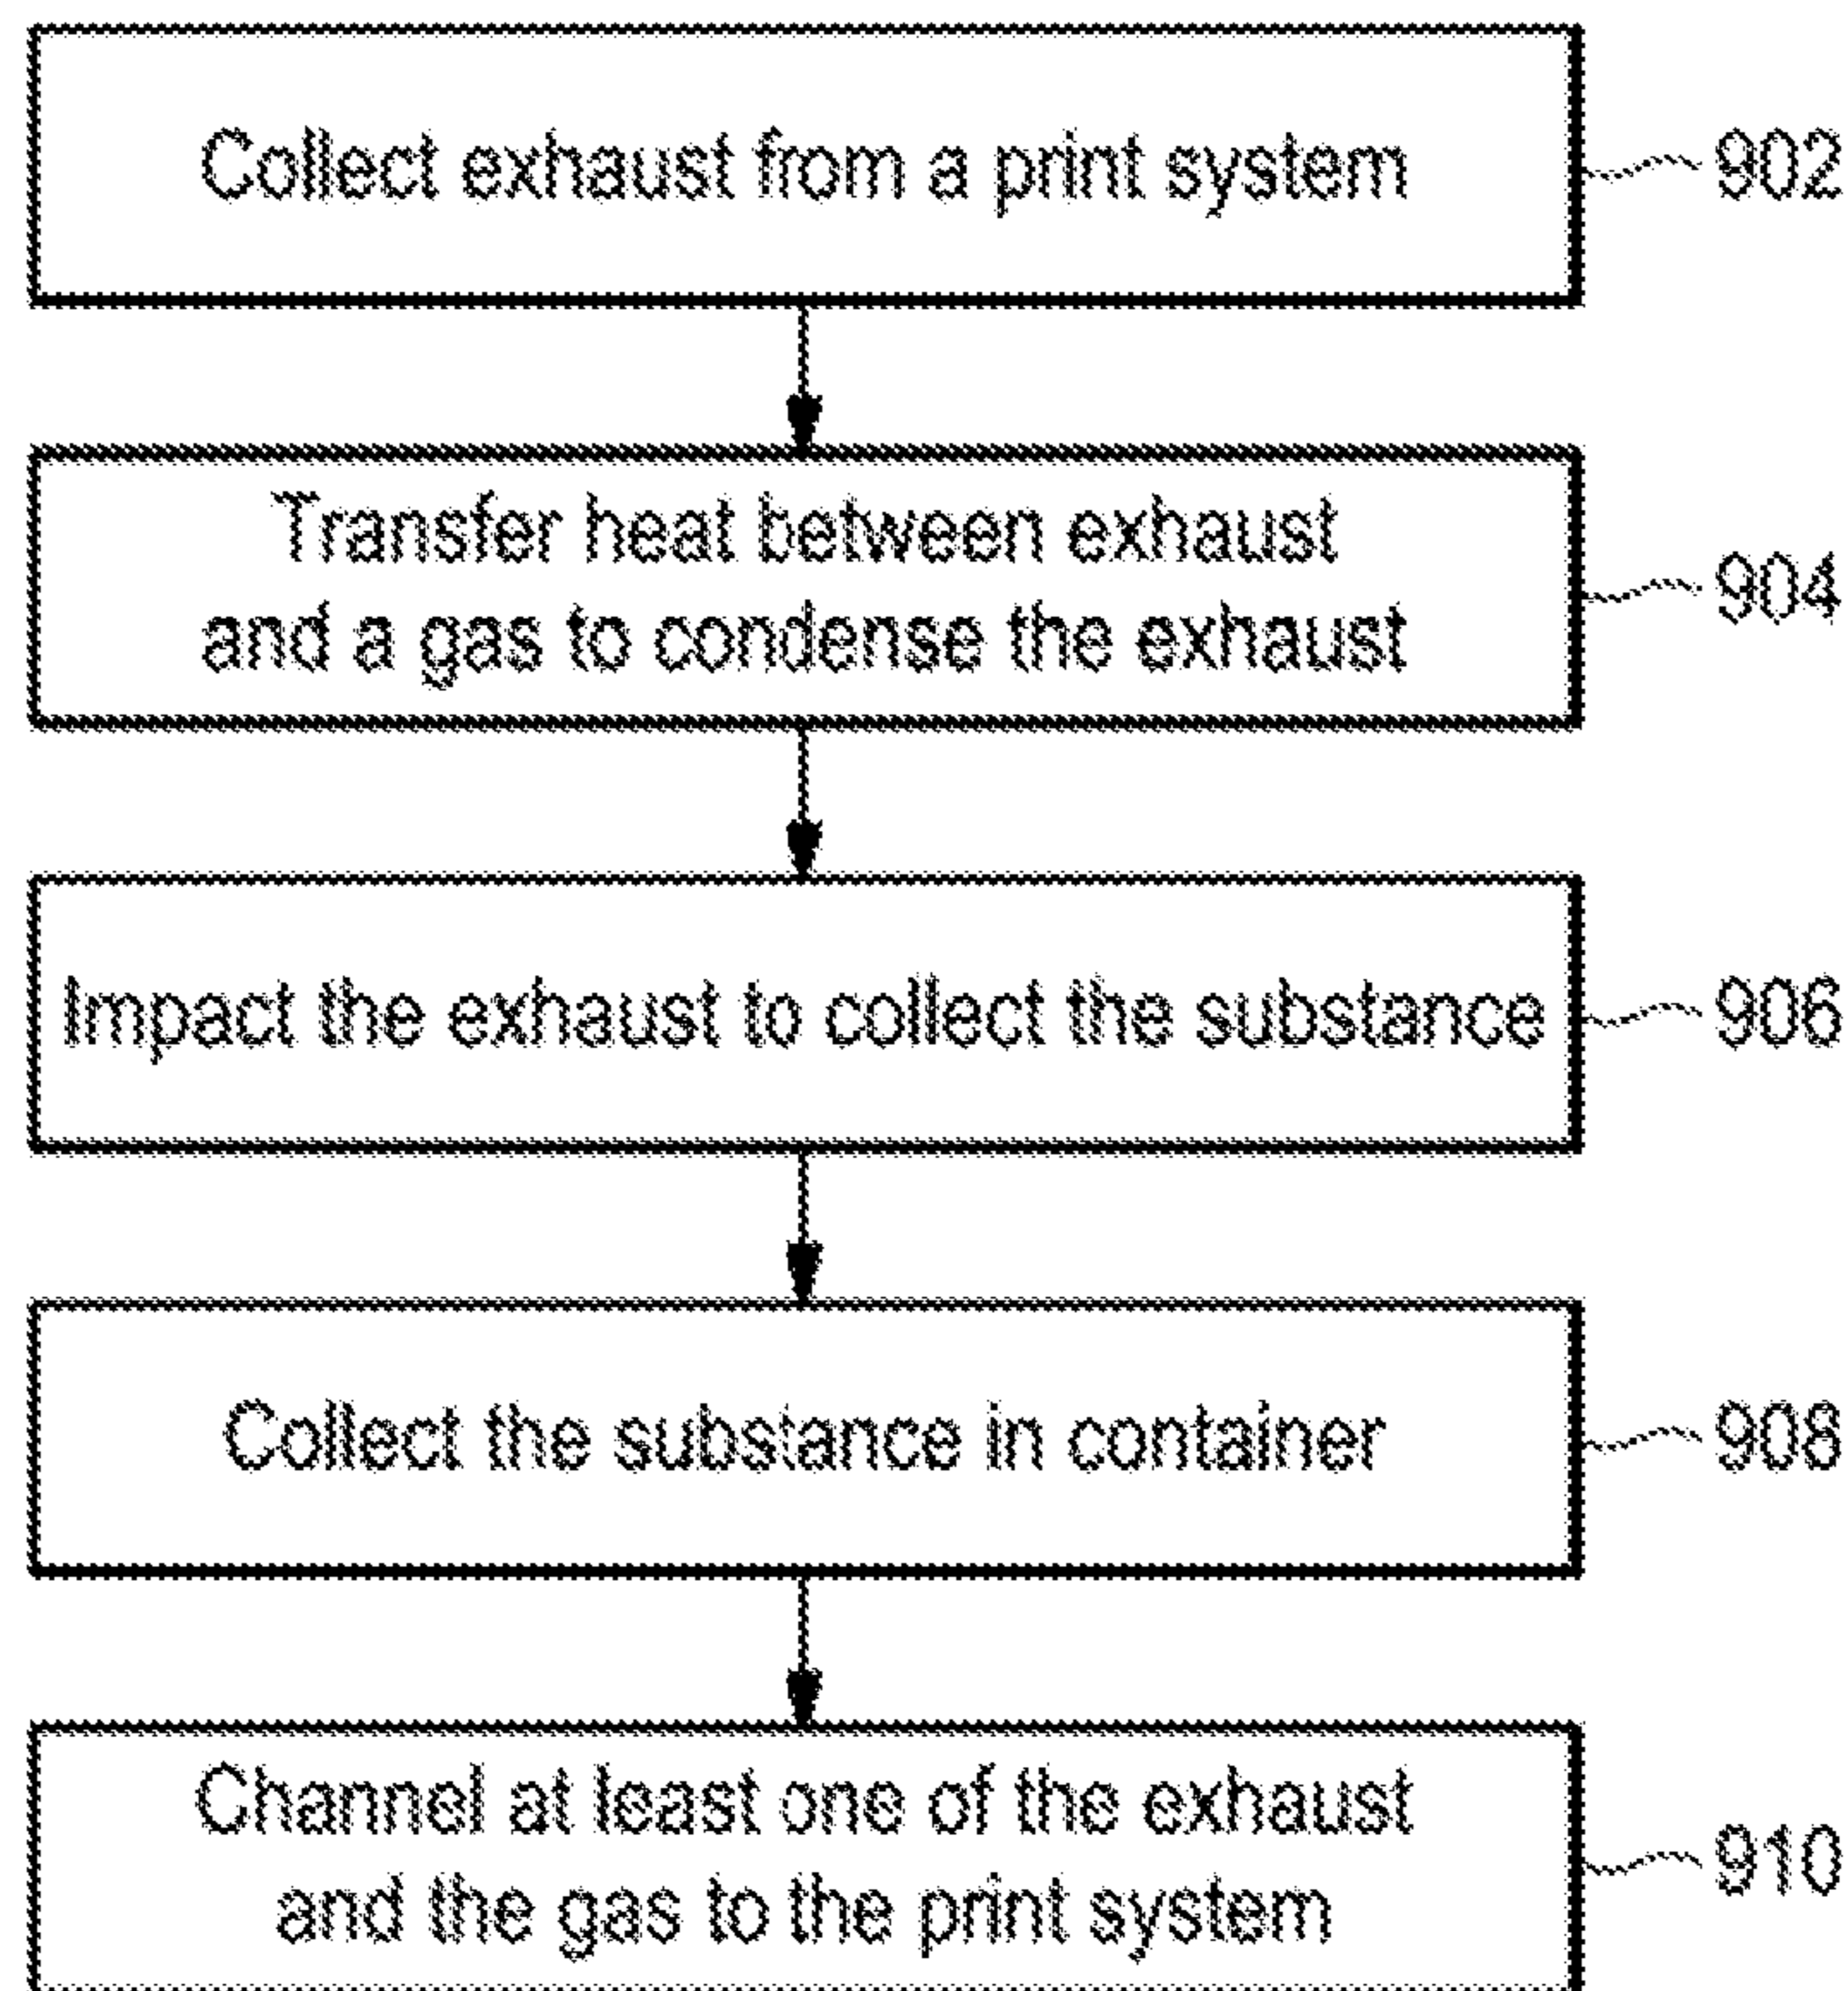 Collect exhaust from a print system
902
Transfer heat between exhaust
and a gas to condense the exhaust
904
Impact the exhaust to collect the substance
906
Collect the substance in container
908
Channel at least one of the exhaust
and the gas to the print system
910